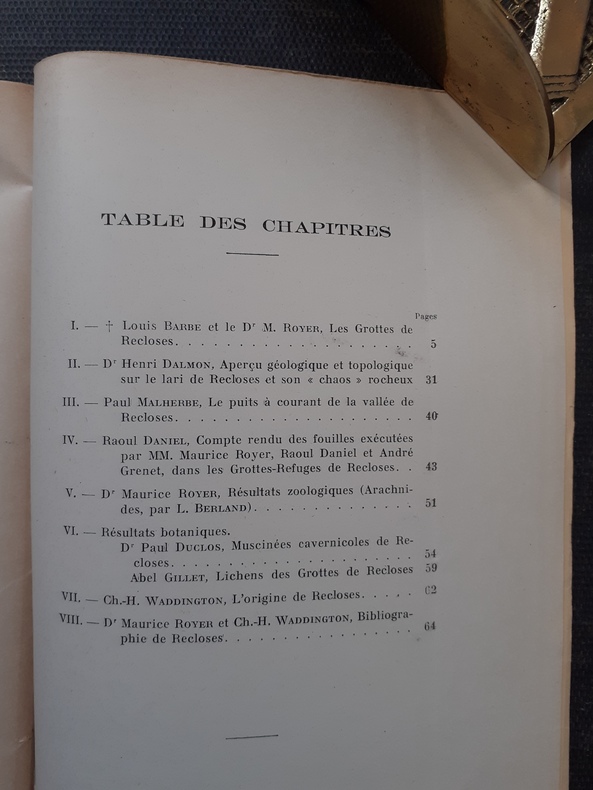 TABLE DES CHAPITRES
Pages
I. — † Louis BARBE et le Dr M. ROYER, Les Grottes de
Recloses. . . . . . . . . . . . . . . . . . . . 5
II. — Dr Henri DALMON, Aperçu géologique et topologique
sur le lari de Recloses et son « chaos » rocheux 31
III. — Paul MALHERBE, Le puits à courant de la vallée de
Recloses. . . . . . . . . . . . . . . . . . . . 40
IV. — Raoul DANIEL, Compte rendu des fouilles exécutées
par MM. Maurice Royer, Raoul Daniel et André
Grenet, dans les Grottes-Refuges de Recloses. . 43
V. — Dr Maurice ROYER, Résultats zoologiques (Arachni-
des, par L. BERLAND). . . . . . . . . . . . . 51
VI. — Résultats botaniques.
Dr Paul DUCLOS, Muscinées cavernicoles de Re-
closes. . . . . . . . . . . . . . . . . . . . 54
Abel GILLET, Lichens des Grottes de Recloses 59
VII. — Ch.-H. WADDINGTON, L'origine de Recloses. . . . . 62
VIII. — Dr Maurice ROYER et Ch.-H. WADDINGTON, Bibliogra-
phie de Recloses. . . . . . . . . . . . . . . 64